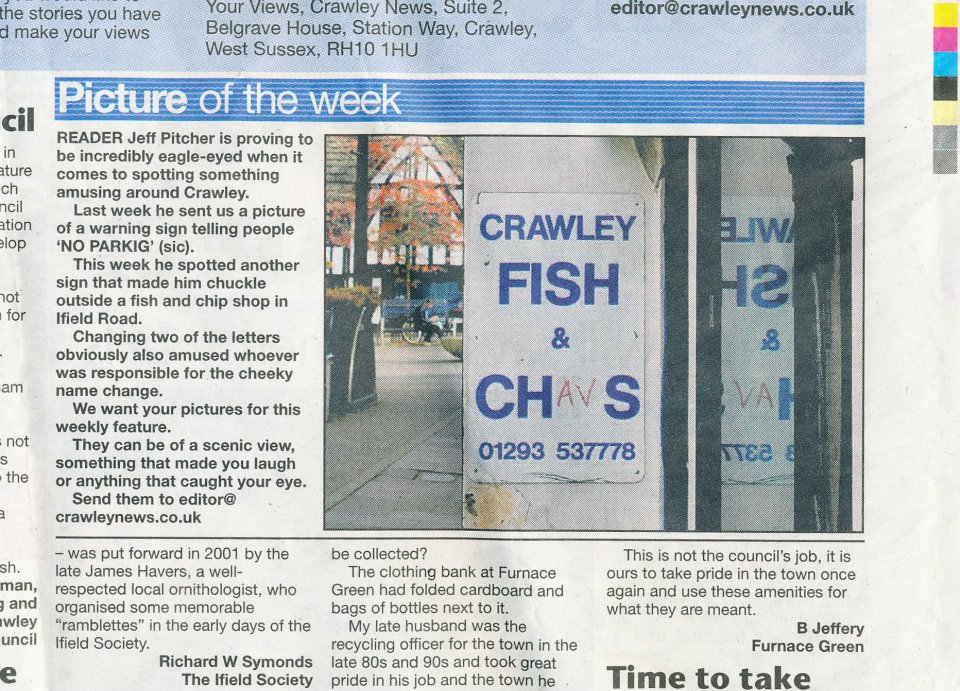 the stories you have
d make your views
Your Views, Crawley News, Suite 2,
Belgrave House, Station Way, Crawley,
West Sussex, RH10 1HU
editor@crawleynews.co.uk
Picture of the week
cil
in
ature
ch
ncil
ation
elop
not
for
am
not
s
the
a
sh.
man,
g and
awley
ouncil
e
READER Jeff Pitcher is proving to
be incredibly eagle-eyed when it
comes to spotting something
amusing around Crawley.
Last week he sent us a picture
of a warning sign telling people
‘NO PARKIG’ (sic).
This week he spotted another
sign that made him chuckle
outside a fish and chip shop in
Ifield Road.
Changing two of the letters
obviously also amused whoever
was responsible for the cheeky
name change.
We want your pictures for this
weekly feature.
They can be of a scenic view,
something that made you laugh
or anything that caught your eye.
Send them to editor@
crawleynews.co.uk
CRAWLEY
FISH
&
CHAVS
01293 537778
– was put forward in 2001 by the
late James Havers, a well-
respected local ornithologist, who
organised some memorable
“ramblettes” in the early days of the
Ifield Society.
Richard W Symonds
The Ifield Society
be collected?
The clothing bank at Furnace
Green had folded cardboard and
bags of bottles next to it.
My late husband was the
recycling officer for the town in the
late 80s and 90s and took great
pride in his job and the town he
This is not the council’s job, it is
ours to take pride in the town once
again and use these amenities for
what they are meant.
B Jeffery
Furnace Green
Time to take